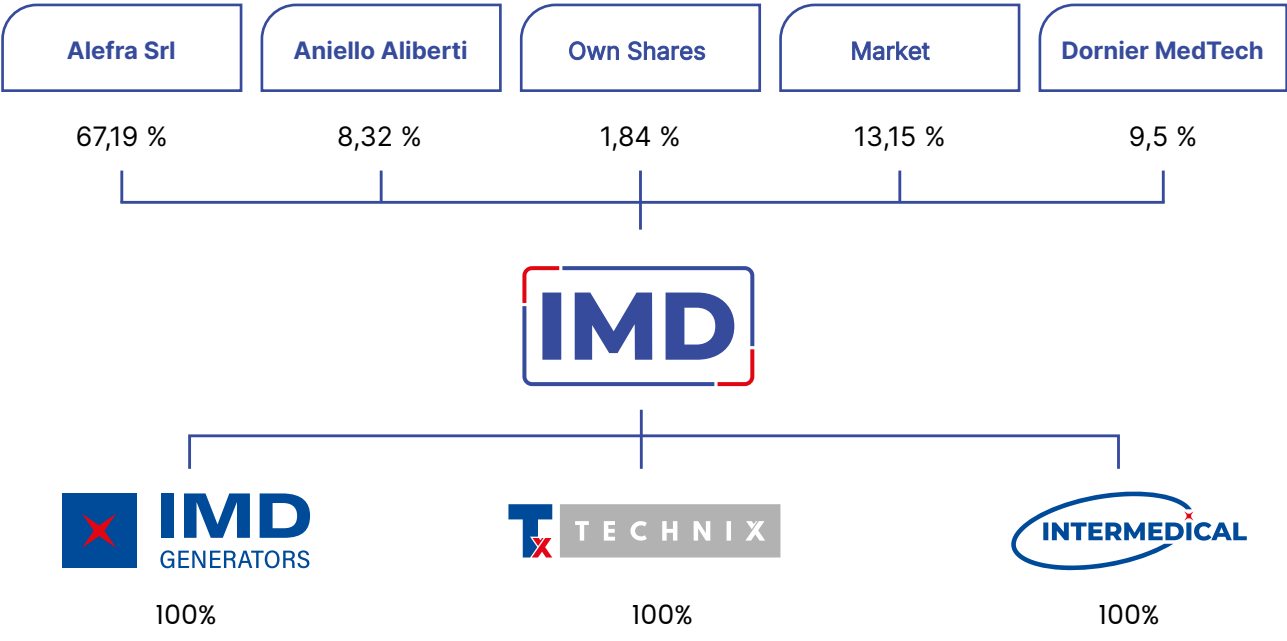 Alefra Srl
Aniello Aliberti
Own Shares
Market
Dornier MedTech
67,19 %
8,32 %
1,84 %
13,15 %
9,5 %
IMD
IMD
GENERATORS
Tx TECHNIX
INTERMEDICAL
100%
100%
100%